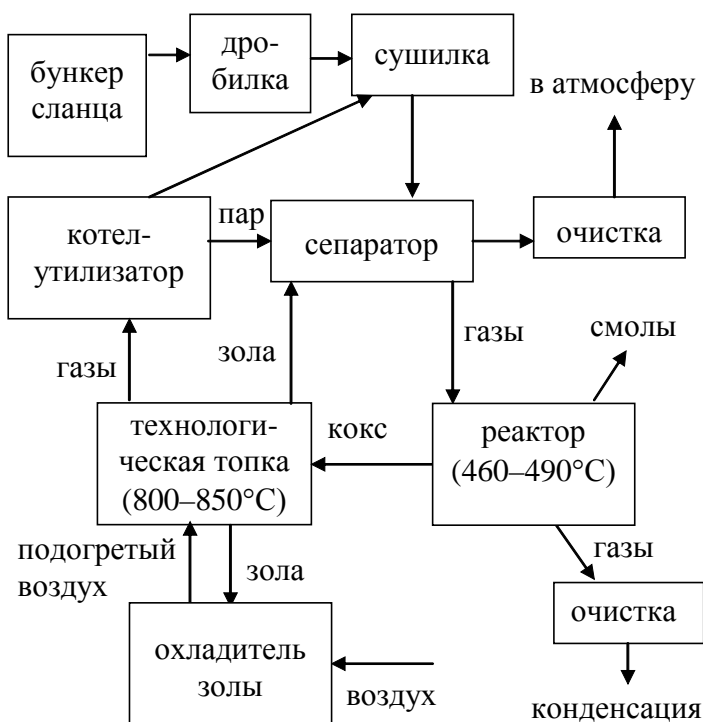 бункер
сланца
дро-
билка
сушилка
в атмосферу
котел-
утилизатор
пар
сепаратор
очистка
газы
зола
газы
смолы
технологи-
ческая топка
(800–850°С)
кокс
реактор
(460–490°С)
подогретый
воздух
зола
газы
очистка
охладитель
золы
воздух
конденсация